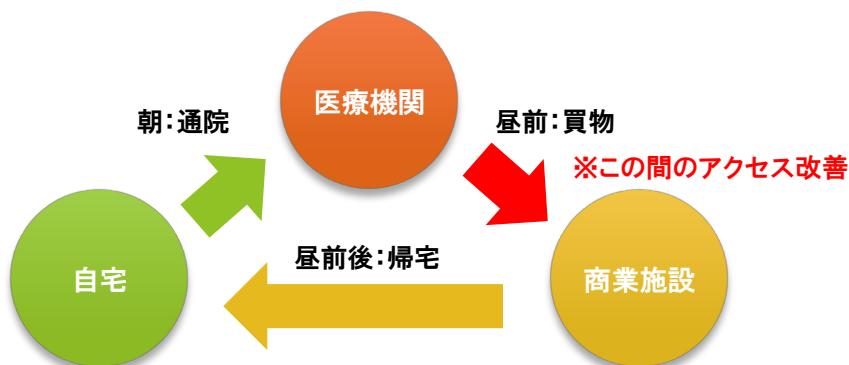 医療機関
朝：通院
昼前：買物
※この間のアクセス改善
昼前後：帰宅
自宅
商業施設